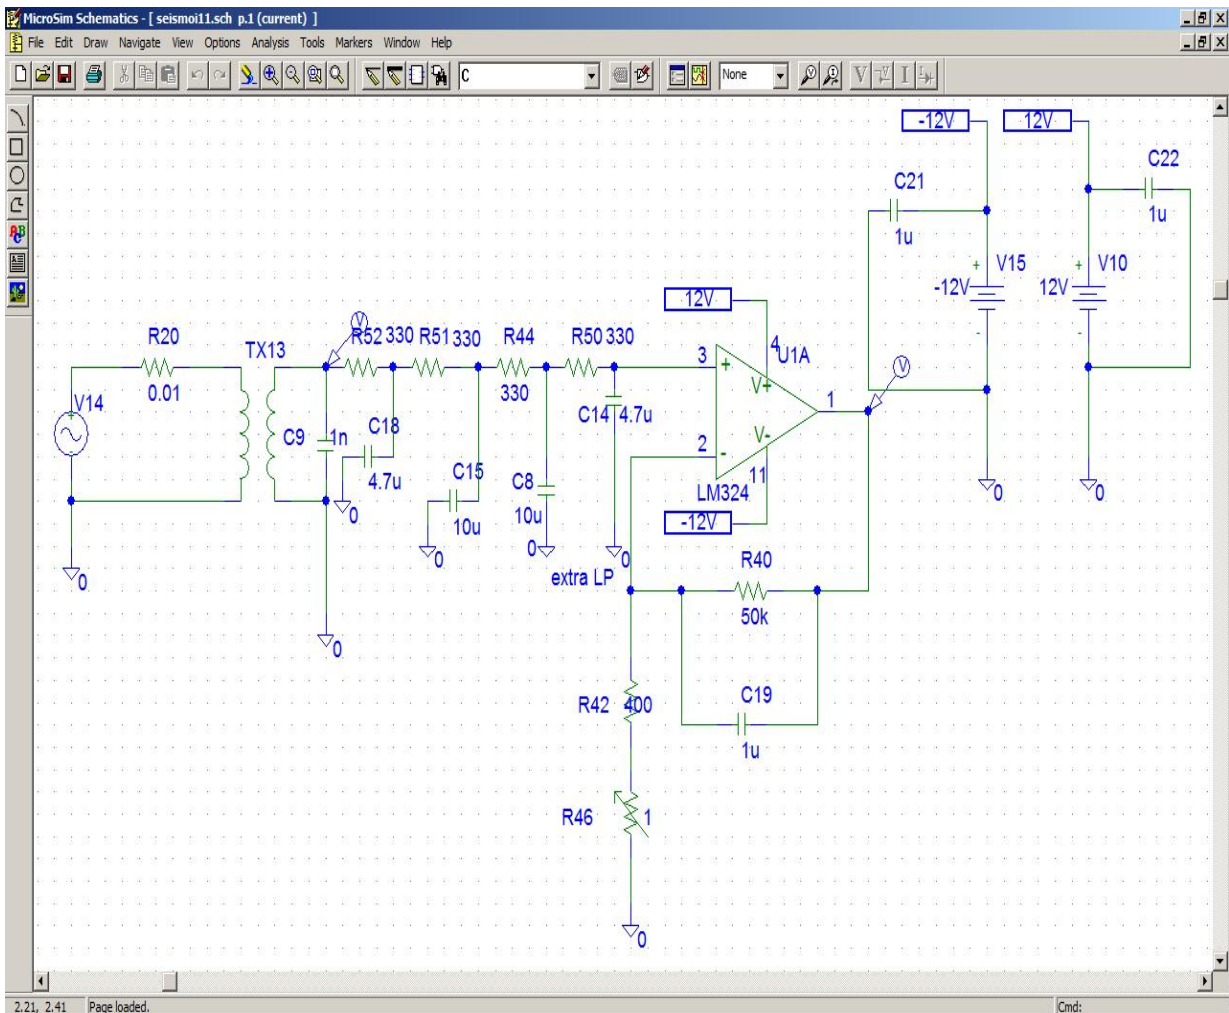 MicroSim Schematics - [ seismoi11.sch p.1 (current) ]
File Edit Draw Navigate View Options Analysis Tools Markers Window Help
C
None
-12V
12V
C22
1u
C21
1u
+ V15
-12V
-
+ V10
12V
-
12V
R20
0.01
TX13
V
R52 330
R51 330
R44
330
R50 330
3
+
4
U1A
V+
V-
1
V
V14
+
C9 1n
C18
4.7u
C15
10u
C8
10u
C14 4.7u
2
-
11
LM324
-12V
0
0
0
0
0
0
0
0
extra LP
R40
50k
C19
1u
R42 400
R46 1
0
2.21, 2.41 Page loaded. Cmd: